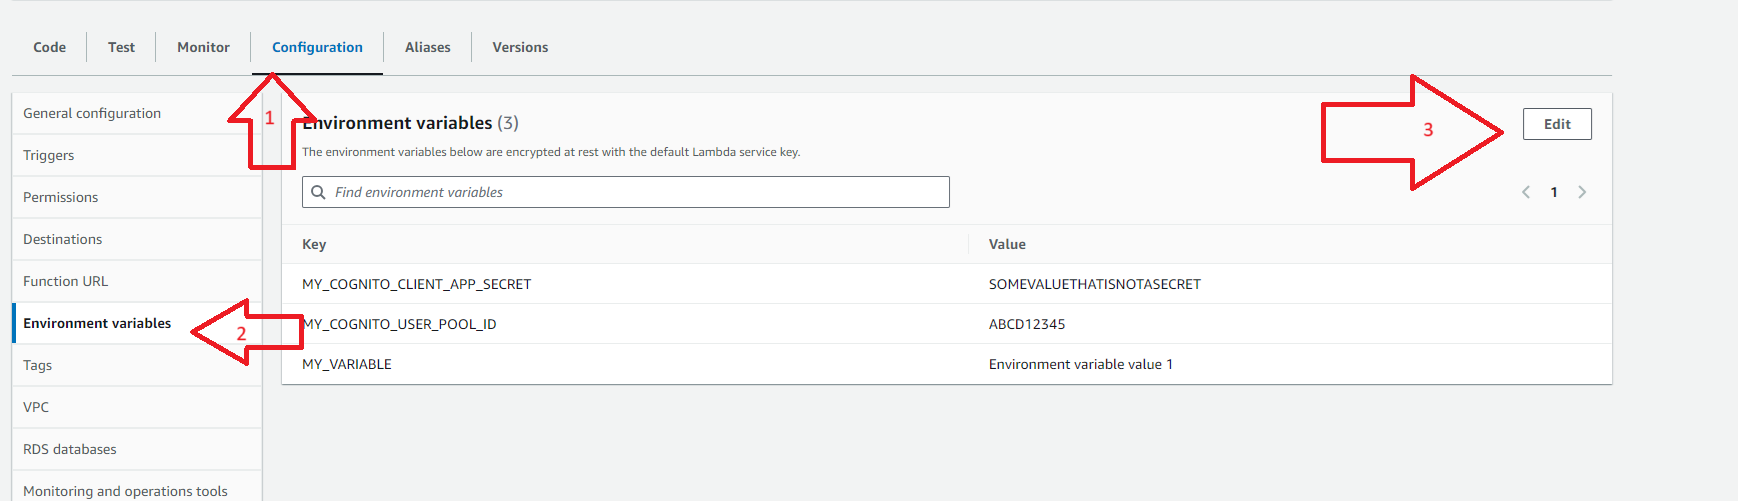 Code Test Monitor Configuration Aliases Versions
General configuration
Triggers
Permissions
Destinations
Function URL
Environment variables
Tags
VPC
RDS databases
Monitoring and operations tools
1
2
3
Environment variables (3)
Edit
The environment variables below are encrypted at rest with the default Lambda service key.
Find environment variables
1
Key Value
MY_COGNITO_CLIENT_APP_SECRET SOMEVALUETHATISNOTASECRET
MY_COGNITO_USER_POOL_ID ABCD12345
MY_VARIABLE Environment variable value 1